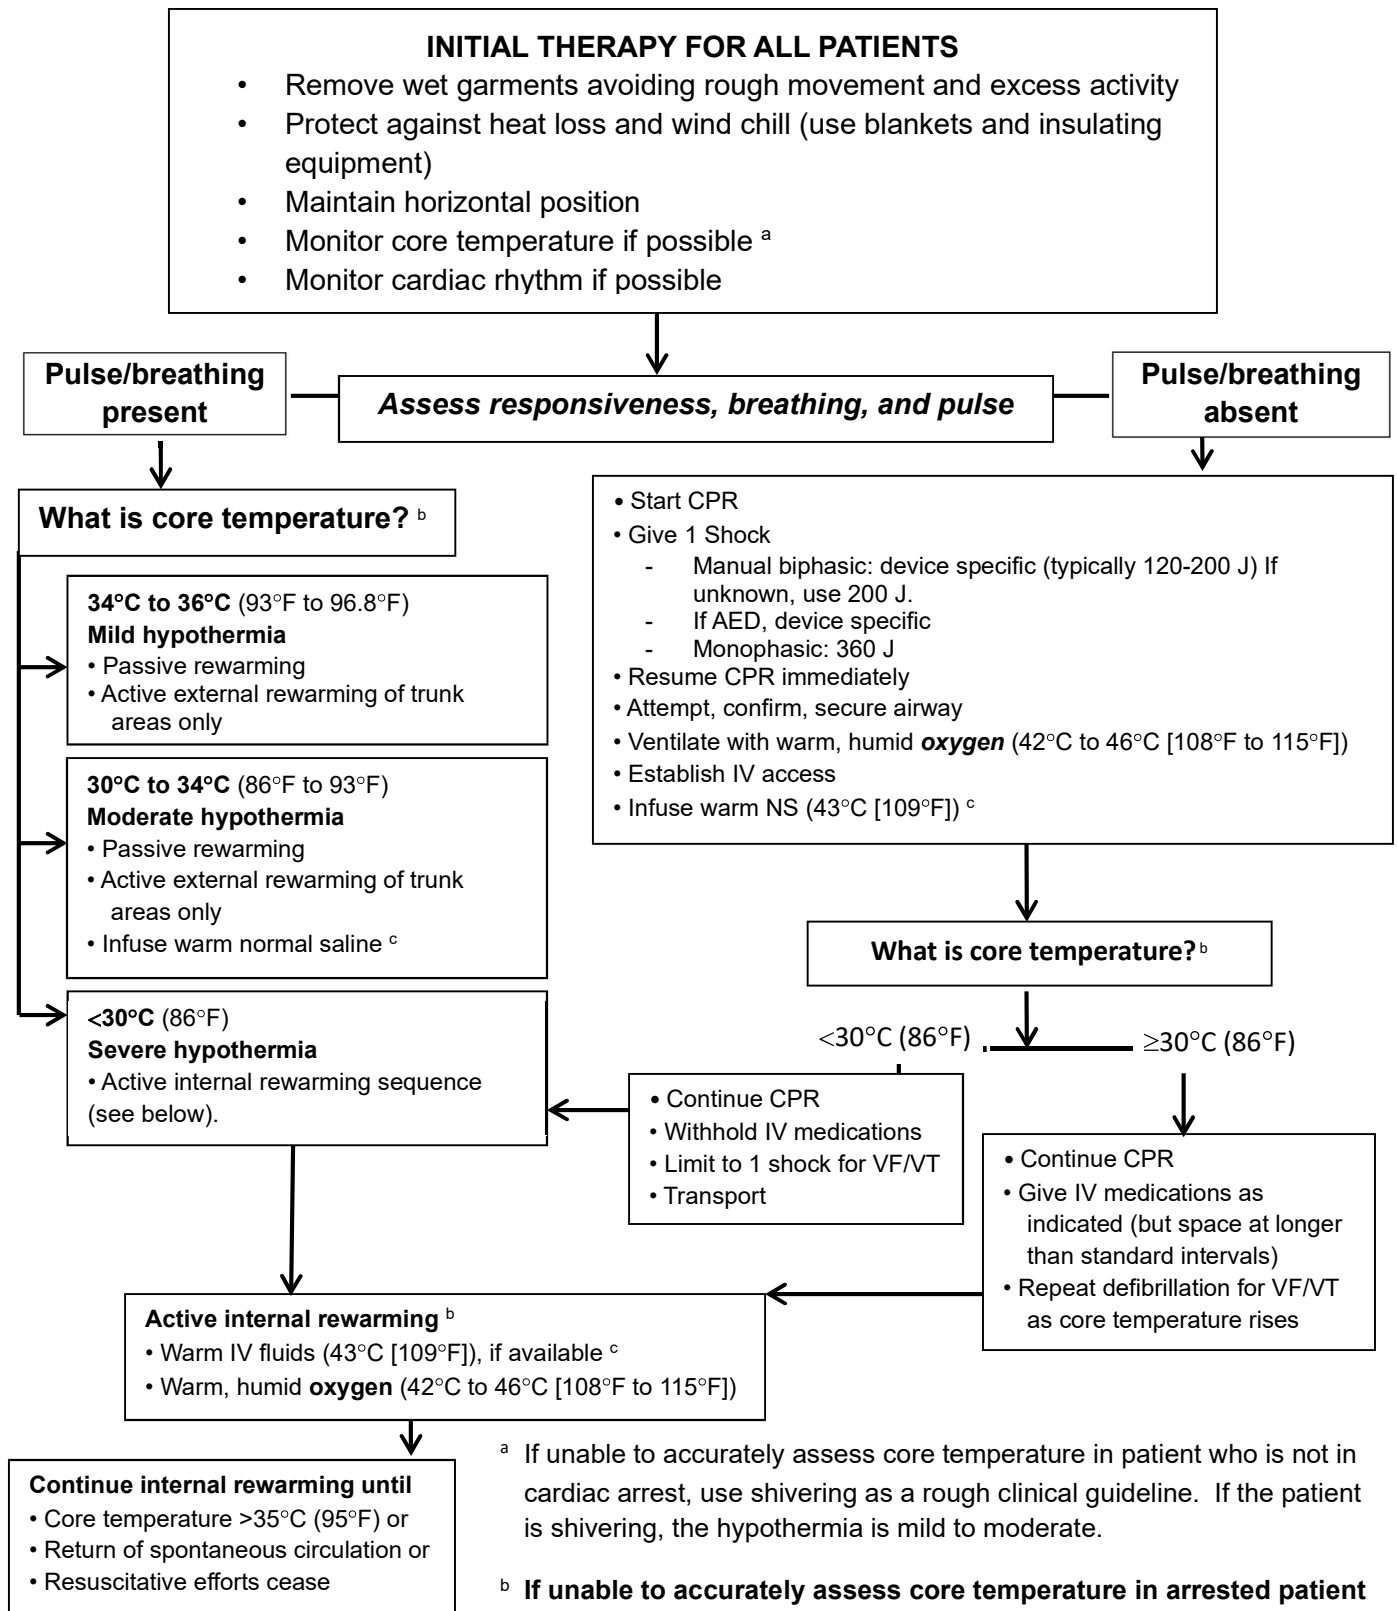 INITIAL THERAPY FOR ALL PATIENTS
• Remove wet garments avoiding rough movement and excess activity
• Protect against heat loss and wind chill (use blankets and insulating
equipment)
• Maintain horizontal position
• Monitor core temperature if possible a
• Monitor cardiac rhythm if possible
Pulse/breathing
present
Assess responsiveness, breathing, and pulse
Pulse/breathing
absent
What is core temperature? b
34°C to 36°C (93°F to 96.8°F)
Mild hypothermia
• Passive rewarming
• Active external rewarming of trunk
areas only
30°C to 34°C (86°F to 93°F)
Moderate hypothermia
• Passive rewarming
• Active external rewarming of trunk
areas only
• Infuse warm normal saline c
<30°C (86°F)
Severe hypothermia
• Active internal rewarming sequence
(see below).
• Start CPR
• Give 1 Shock
- Manual biphasic: device specific (typically 120-200 J) If
unknown, use 200 J.
- If AED, device specific
- Monophasic: 360 J
• Resume CPR immediately
• Attempt, confirm, secure airway
• Ventilate with warm, humid oxygen (42°C to 46°C [108°F to 115°F])
• Establish IV access
• Infuse warm NS (43°C [109°F]) c
What is core temperature? b
<30°C (86°F)
≥30°C (86°F)
• Continue CPR
• Withhold IV medications
• Limit to 1 shock for VF/VT
• Transport
• Continue CPR
• Give IV medications as
indicated (but space at longer
than standard intervals)
• Repeat defibrillation for VF/VT
as core temperature rises
Active internal rewarming b
• Warm IV fluids (43°C [109°F]), if available c
• Warm, humid oxygen (42°C to 46°C [108°F to 115°F])
Continue internal rewarming until
• Core temperature >35°C (95°F) or
• Return of spontaneous circulation or
• Resuscitative efforts cease
a If unable to accurately assess core temperature in patient who is not in
cardiac arrest, use shivering as a rough clinical guideline. If the patient
is shivering, the hypothermia is mild to moderate.
b If unable to accurately assess core temperature in arrested patient